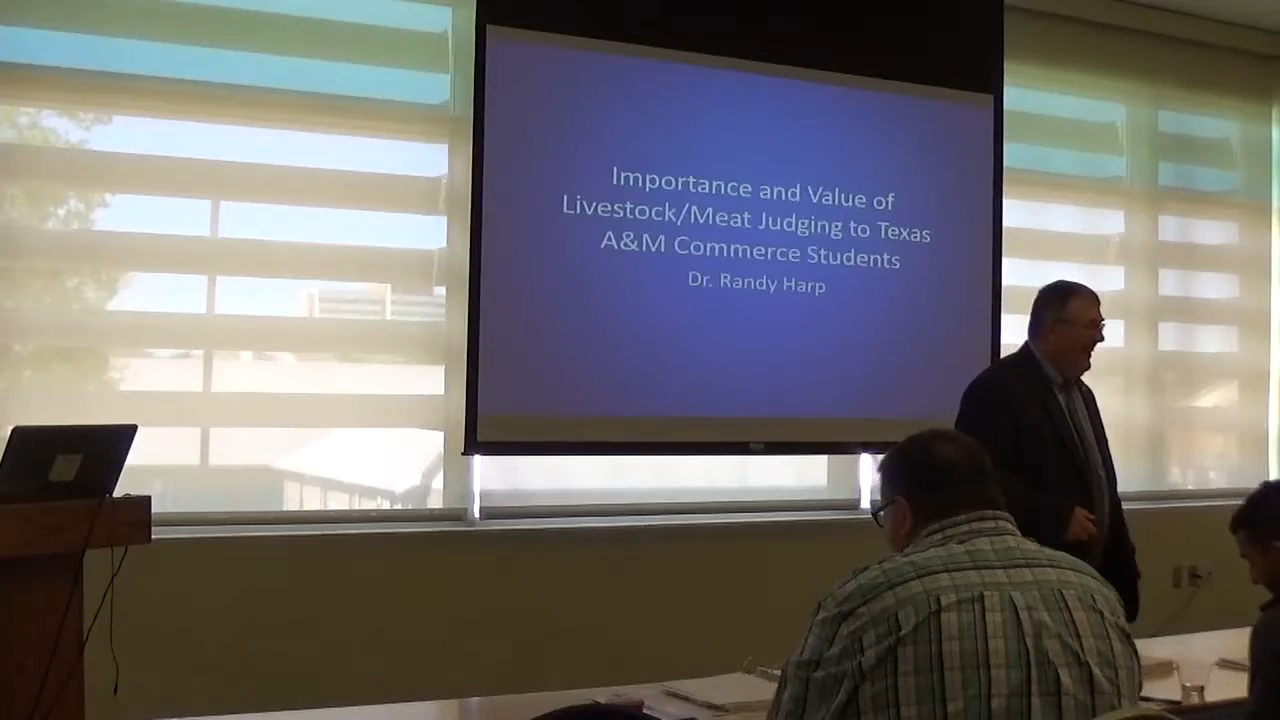 Importance and Value of
Livestock/Meat Judging to Texas
A&M Commerce Students
Dr. Randy Harp